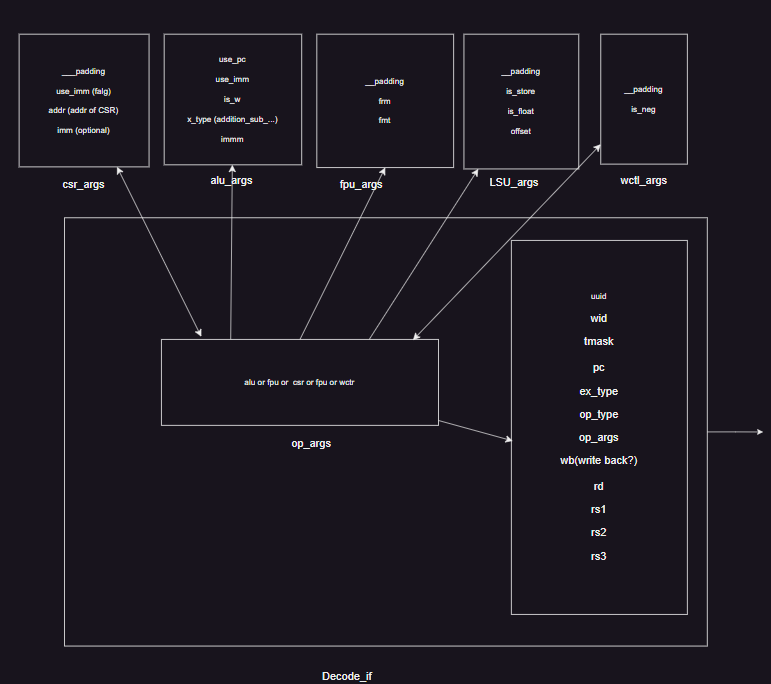 ___padding
use_imm (falg)
addr (addr of CSR)
imm (optional)
csr_args
use_pc
use_imm
is_w
x_type (addition_sub_...)
immm
alu_args
__padding
frm
fmt
fpu_args
__padding
is_store
is_float
offset
LSU_args
__padding
is_neg
wctl_args
alu or fpu or csr or fpu or wctr
op_args
uuid
wid
tmask
pc
ex_type
op_type
op_args
wb(write back?)
rd
rs1
rs2
rs3
Decode_if